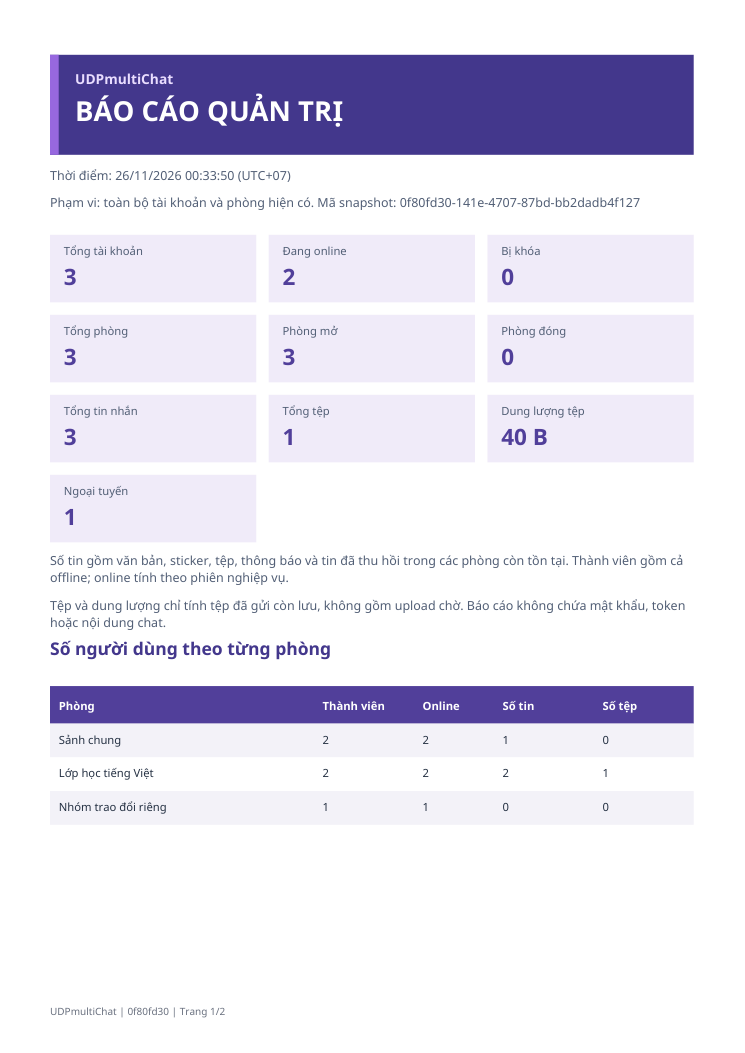 UDPmultiChat
BÁO CÁO QUẢN TRỊ
Thời điểm: 26/11/2026 00:33:50 (UTC+07)
Phạm vi: toàn bộ tài khoản và phòng hiện có. Mã snapshot: 0f80fd30-141e-4707-87bd-bb2dadb4f127
Tổng tài khoản Đang online Bị khóa
3 2 0
Tổng phòng Phòng mở Phòng đóng
3 3 0
Tổng tin nhắn Tổng tệp Dung lượng tệp
3 1 40 B
Ngoại tuyến
1
Số tin gồm văn bản, sticker, tệp, thông báo và tin đã thu hồi trong các phòng còn tồn tại. Thành viên gồm cả
offline; online tính theo phiên nghiệp vụ.
Tệp và dung lượng chỉ tính tệp đã gửi còn lưu, không gồm upload chờ. Báo cáo không chứa mật khẩu, token
hoặc nội dung chat.
Số người dùng theo từng phòng
Phòng Thành viên Online Số tin Số tệp
Sảnh chung 2 2 1 0
Lớp học tiếng Việt 2 2 2 1
Nhóm trao đổi riêng 1 1 0 0
UDPmultiChat | 0f80fd30 | Trang 1/2